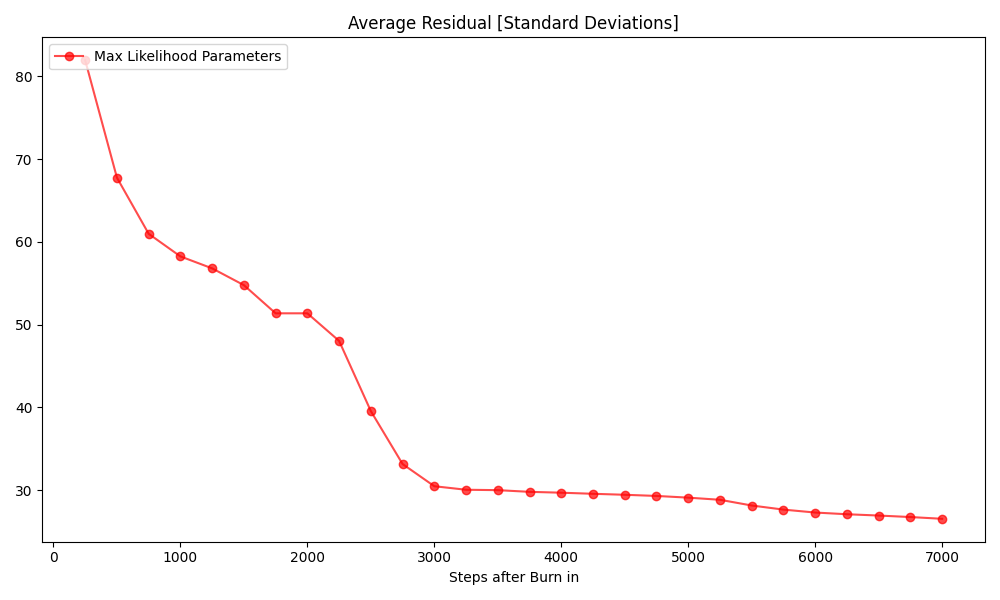 Average Residual [Standard Deviations]
Max Likelihood Parameters
80
70
60
50
40
30
0 1000 2000 3000 4000 5000 6000 7000
Steps after Burn in